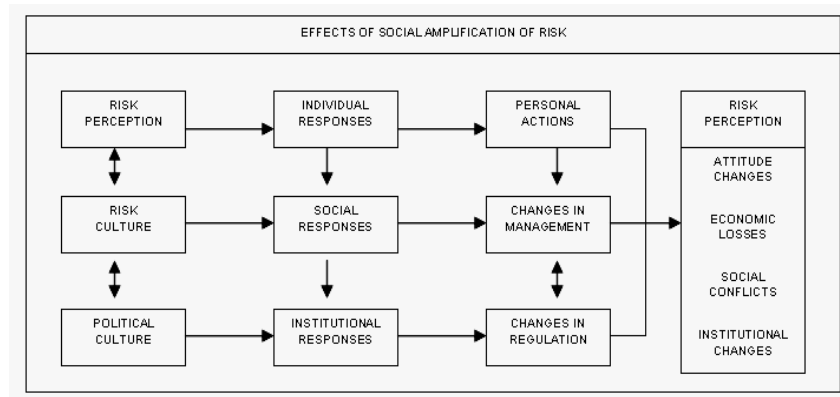 EFFECTS OF SOCIAL AMPLIFICATION OF RISK
RISK
PERCEPTION
INDIVIDUAL
RESPONSES
PERSONAL
ACTIONS
RISK
PERCEPTION
ATTITUDE
CHANGES
RISK
CULTURE
SOCIAL
RESPONSES
CHANGES IN
MANAGEMENT
ECONOMIC
LOSSES
SOCIAL
CONFLICTS
POLITICAL
CULTURE
INSTITUTIONAL
RESPONSES
CHANGES IN
REGULATION
INSTITUTIONAL
CHANGES